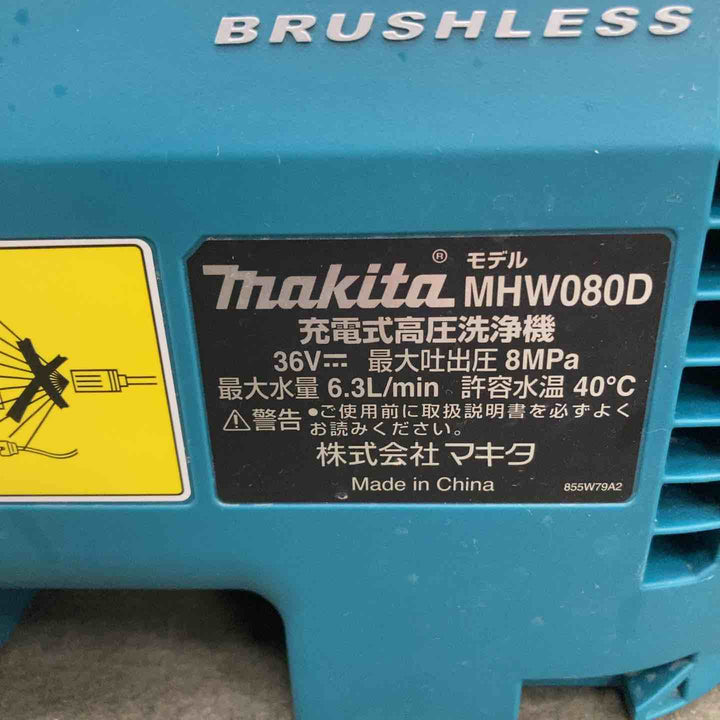 BRUSHLESS
makita® モデル MHW080D
充電式高圧洗浄機
36V⎓ 最大吐出圧 8MPa
最大水量 6.3L/min 許容水温 40°C
⚠警告 •ご使用前に取扱説明書を必ずよく
お読みください。
株式会社 マキタ
Made in China 855W79A2